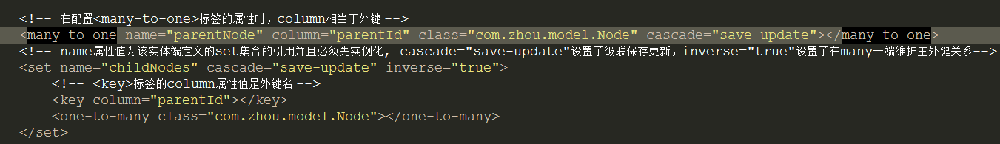 <!-- 在配置<many-to-one>标签的属性时，column相当于外键 -->
<many-to-one name="parentNode" column="parentId" class="com.zhou.model.Node" cascade="save-update"></many-to-one>
<!-- name属性值为该实体端定义的set集合的引用并且必须先实例化, cascade="save-update"设置了级联保存更新，inverse="true"设置了在many一端维护主外键关系-->
<set name="childNodes" cascade="save-update" inverse="true">
<!-- <key>标签的column属性值是外键名 -->
<key column="parentId"></key>
<one-to-many class="com.zhou.model.Node"></one-to-many>
</set>